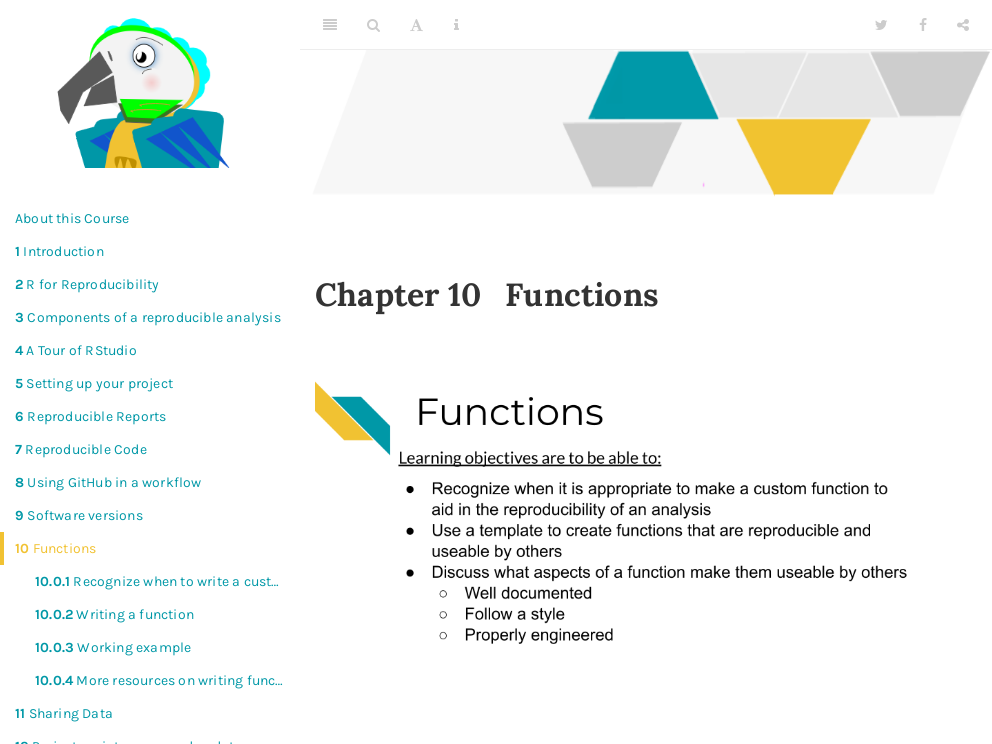 About this Course
1 Introduction
2 R for Reproducibility
3 Components of a reproducible analysis
4 A Tour of RStudio
5 Setting up your project
6 Reproducible Reports
7 Reproducible Code
8 Using GitHub in a workflow
9 Software versions
10 Functions
10.0.1 Recognize when to write a cust…
10.0.2 Writing a function
10.0.3 Working example
10.0.4 More resources on writing func…
11 Sharing Data
A
Chapter 10 Functions
Functions
Learning objectives are to be able to:
● Recognize when it is appropriate to make a custom function to
aid in the reproducibility of an analysis
● Use a template to create functions that are reproducible and
useable by others
● Discuss what aspects of a function make them useable by others
○ Well documented
○ Follow a style
○ Properly engineered